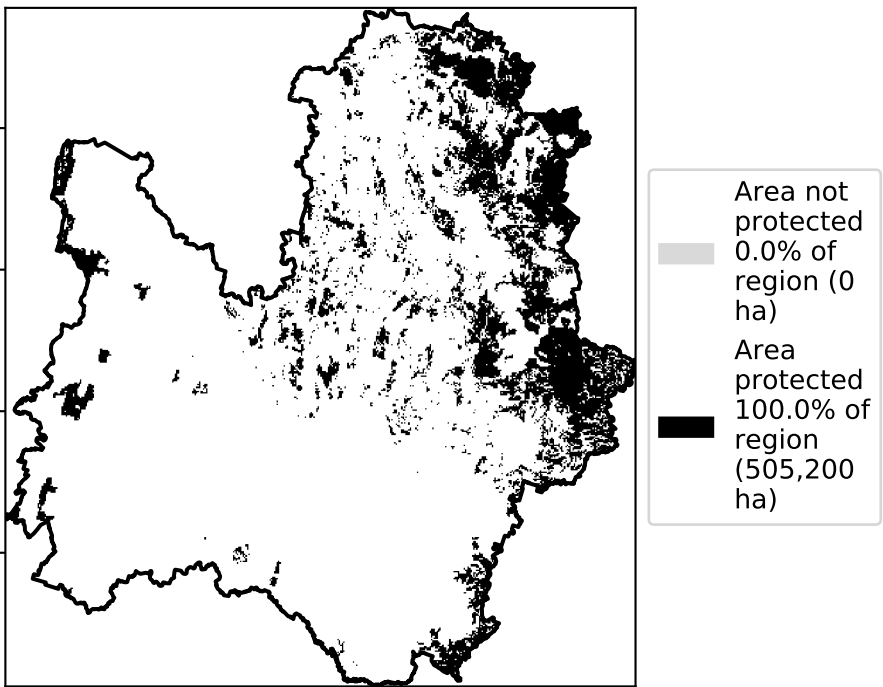 Area not
protected
0.0% of
region (0
ha)
Area
protected
100.0% of
region
(505,200
ha)